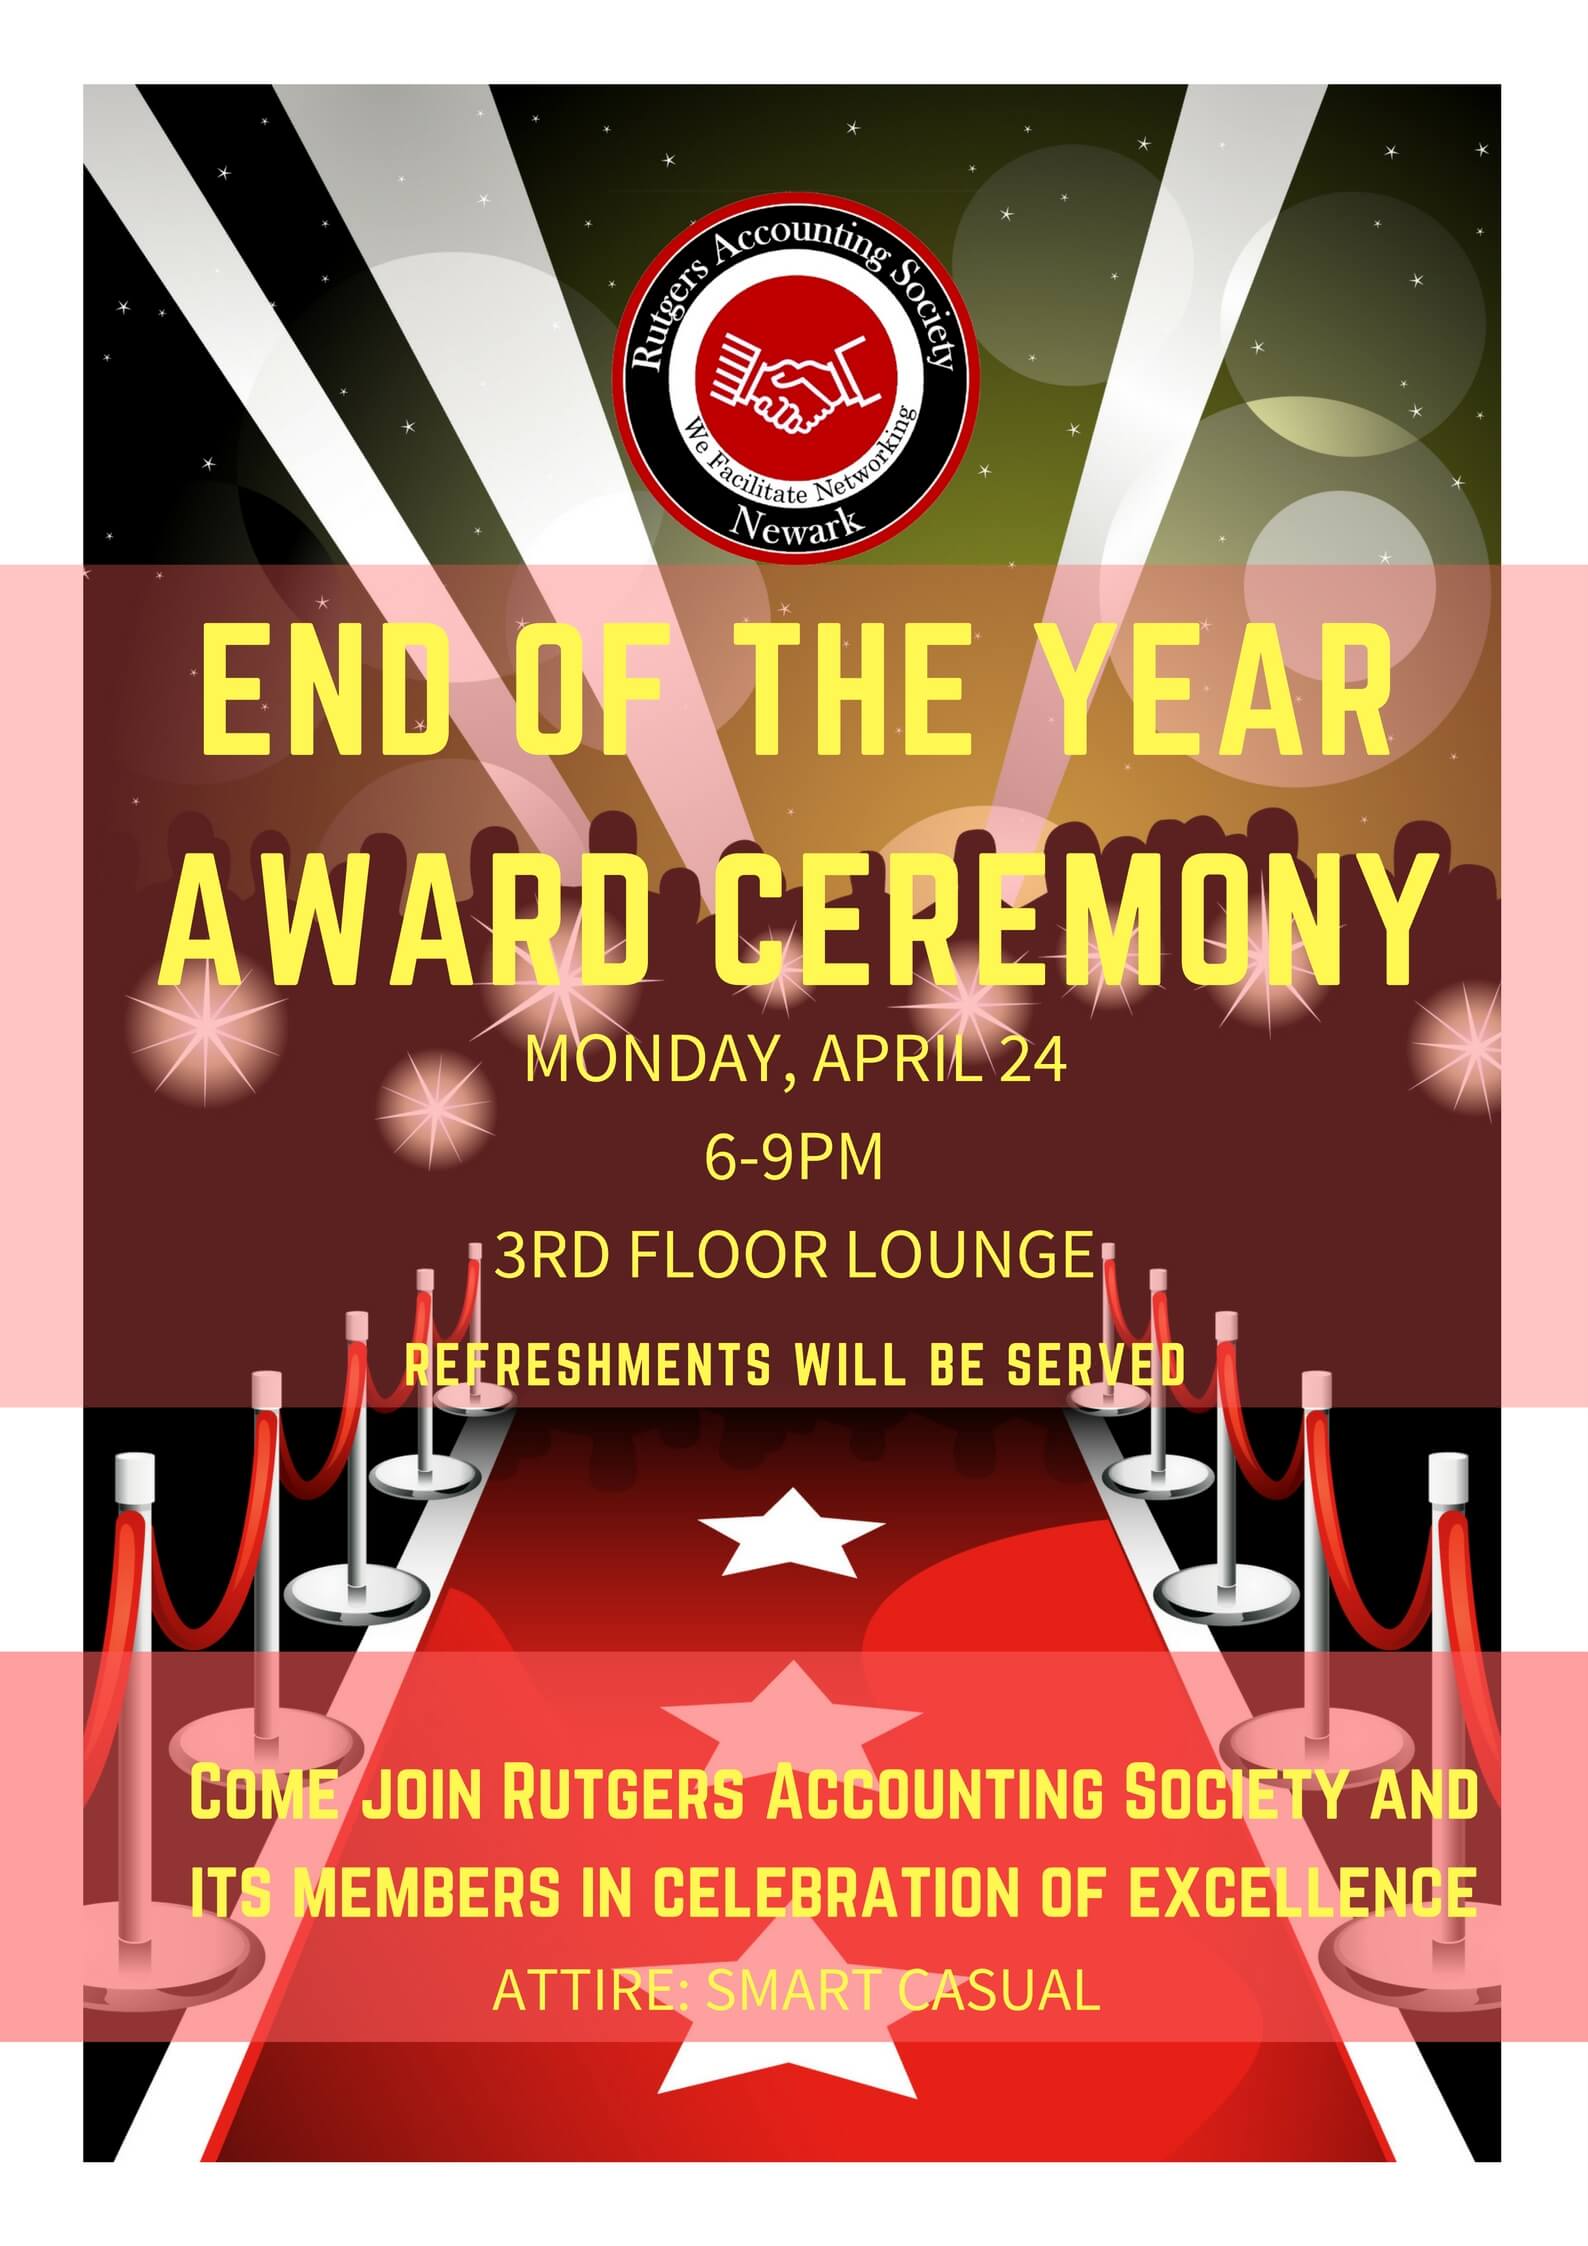 Rutgers Accounting Society
We Facilitate Networking
Newark
END OF THE YEAR
AWARD CEREMONY
MONDAY, APRIL 24
6-9PM
3RD FLOOR LOUNGE
REFRESHMENTS WILL BE SERVED
COME JOIN RUTGERS ACCOUNTING SOCIETY AND
ITS MEMBERS IN CELEBRATION OF EXCELLENCE
ATTIRE: SMART CASUAL